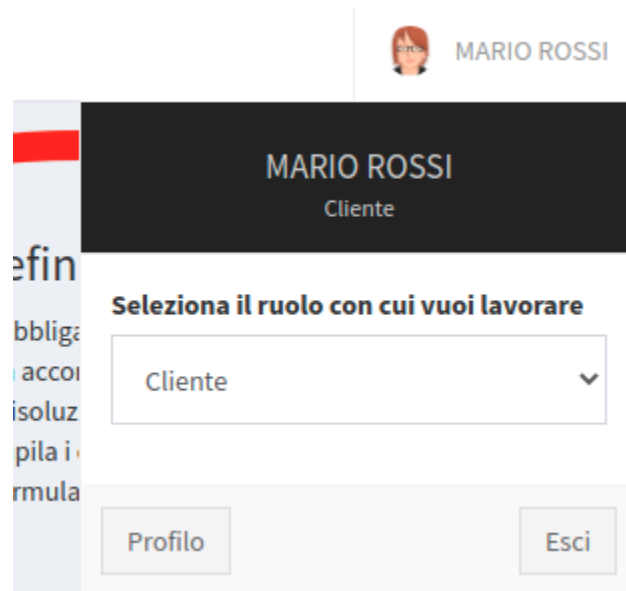 MARIO ROSSI
MARIO ROSSI
Cliente
Seleziona il ruolo con cui vuoi lavorare
Cliente
Profilo
Esci